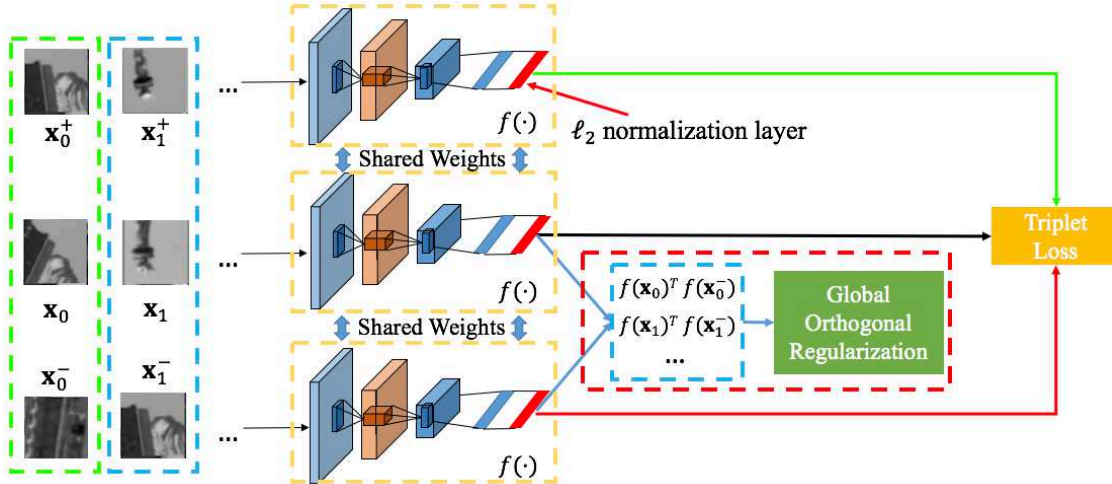 𝐱₀⁺ 𝐱₁⁺
...
f(·)
ℓ₂ normalization layer
Shared Weights
𝐱₀ 𝐱₁
...
f(·)
Triplet
Loss
f(𝐱₀)ᵀ f(𝐱₀⁻)
f(𝐱₁)ᵀ f(𝐱₁⁻)
...
Global
Orthogonal
Regularization
Shared Weights
𝐱₀⁻ 𝐱₁⁻
...
f(·)